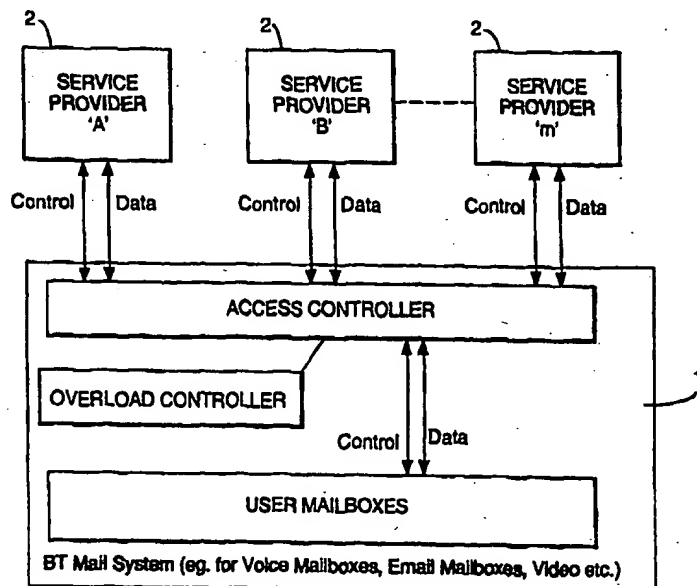 2
2
2
SERVICE
PROVIDER
'A'
SERVICE
PROVIDER
'B'
SERVICE
PROVIDER
'm'
Control
Data
Control
Data
Control
Data
ACCESS CONTROLLER
OVERLOAD CONTROLLER
Control
Data
USER MAILBOXES
BT Mail System (eg. for Voice Mailboxes, Email Mailboxes, Video etc.)